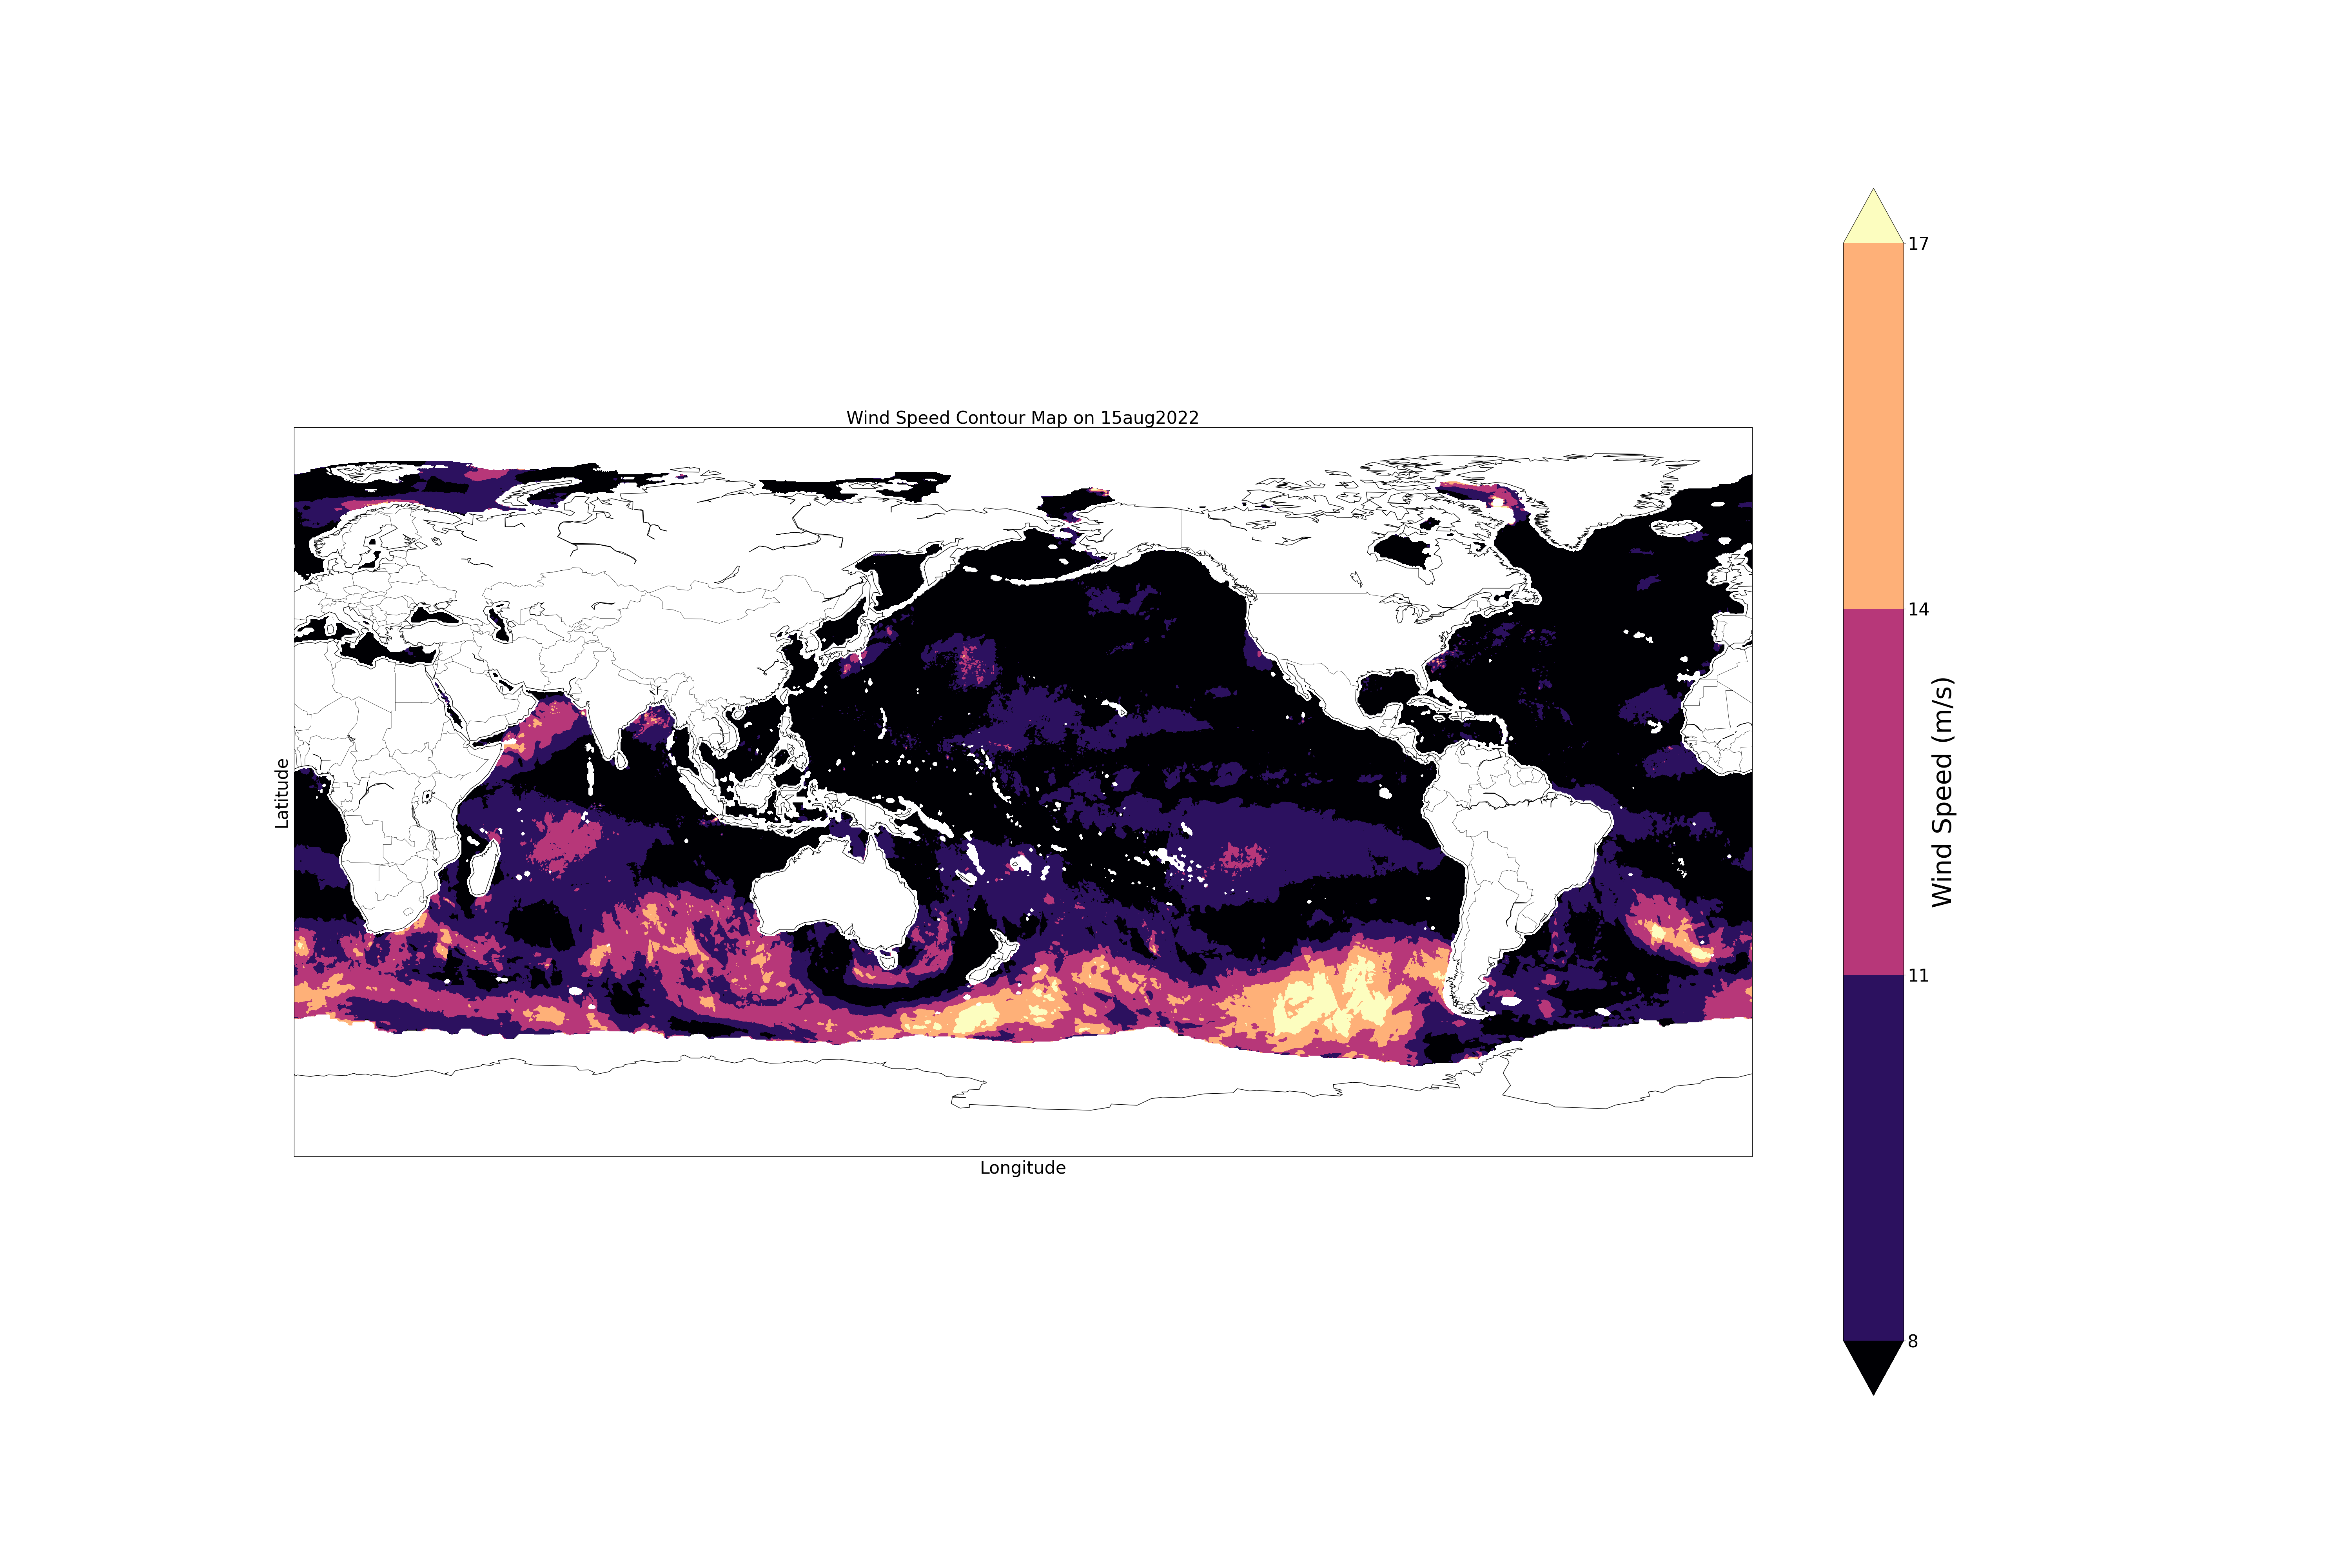 Wind Speed Contour Map on 15aug2022
Latitude
Longitude
17
14
11
8
Wind Speed (m/s)